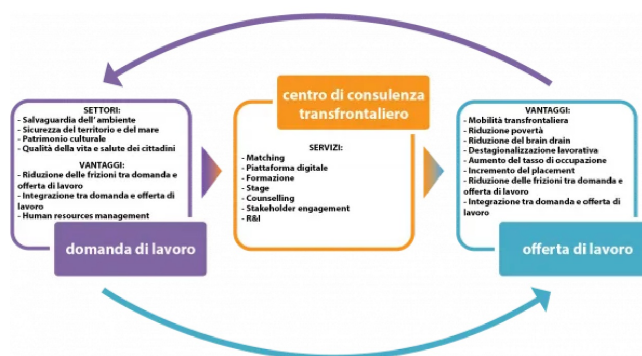 SETTORI:
- Salvaguardia dell'ambiente
- Sicurezza del territorio e del mare
- Patrimonio culturale
- Qualità della vita e salute dei cittadini
VANTAGGI:
- Riduzione delle frizioni tra domanda e
offerta di lavoro
- Integrazione tra domanda e offerta di
lavoro
- Human resources management
domanda di lavoro
centro di consulenza
transfrontaliero
SERVIZI:
- Matching
- Piattaforma digitale
- Formazione
- Stage
- Counselling
- Stakeholder engagement
- R&I
VANTAGGI:
- Mobilità transfrontaliera
- Riduzione povertà
- Riduzione del brain drain
- Destagionalizzazione lavorativa
- Aumento del tasso di occupazione
- Incremento del placement
- Riduzione delle frizioni tra domanda e
offerta di lavoro
- Integrazione tra domanda e offerta di
lavoro
offerta di lavoro